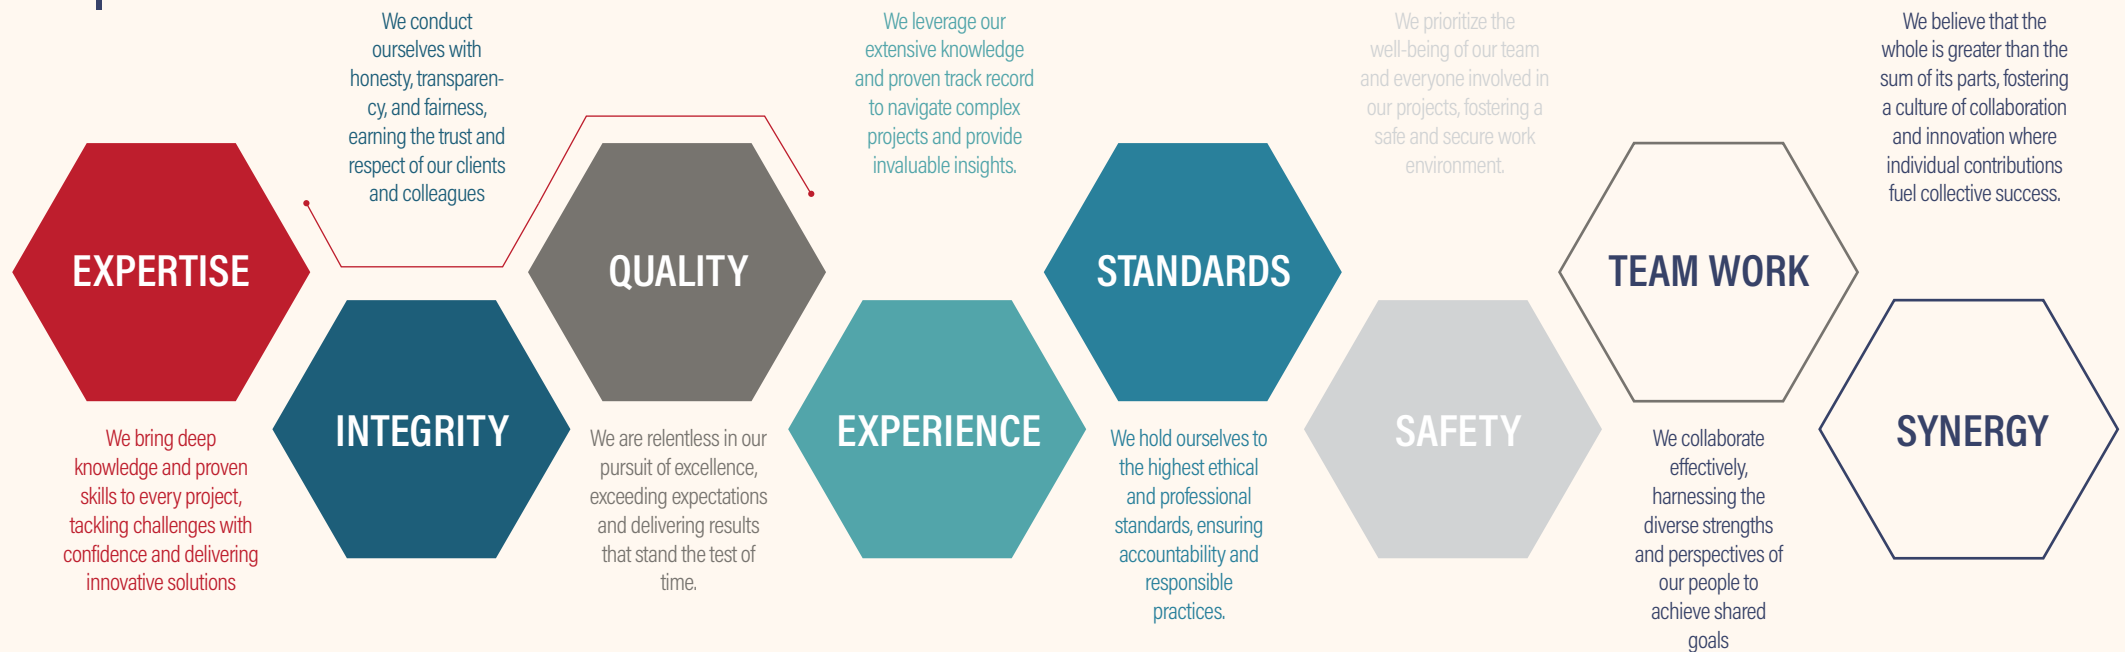 We conduct
ourselves with
honesty, transparen-
cy, and fairness,
earning the trust and
respect of our clients
and colleagues
We leverage our
extensive knowledge
and proven track record
to navigate complex
projects and provide
invaluable insights.
We prioritize the
well-being of our team
and everyone involved in
our projects, fostering a
safe and secure work
environment.
We believe that the
whole is greater than the
sum of its parts, fostering
a culture of collaboration
and innovation where
individual contributions
fuel collective success.
EXPERTISE
QUALITY
STANDARDS
TEAM WORK
INTEGRITY
EXPERIENCE
SAFETY
SYNERGY
We bring deep
knowledge and proven
skills to every project,
tackling challenges with
confidence and delivering
innovative solutions
We are relentless in our
pursuit of excellence,
exceeding expectations
and delivering results
that stand the test of
time.
We hold ourselves to
the highest ethical
and professional
standards, ensuring
accountability and
responsible
practices.
We collaborate
effectively,
harnessing the
diverse strengths
and perspectives of
our people to
achieve shared
goals